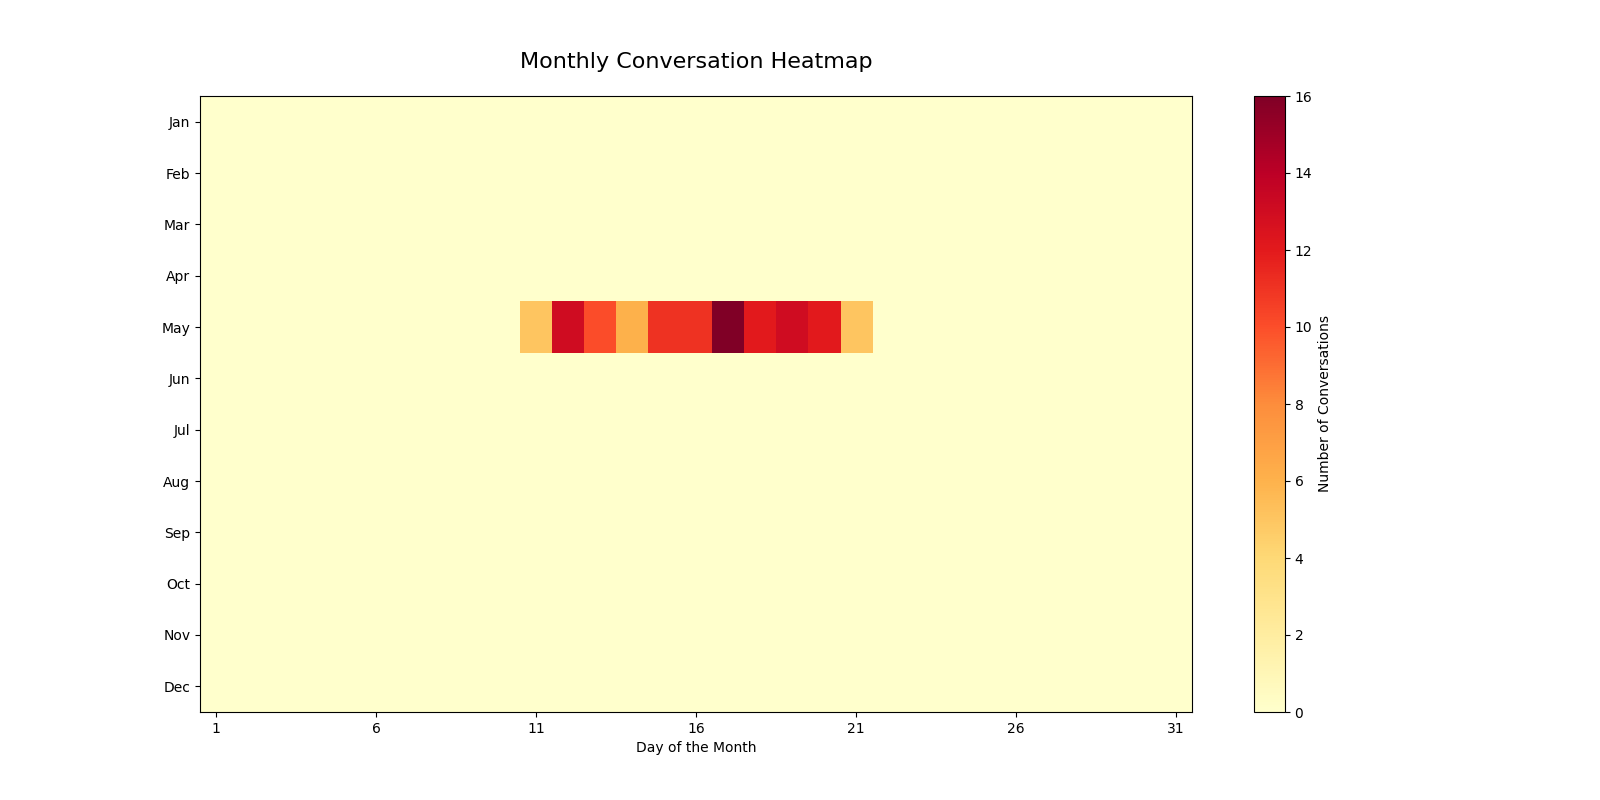 Monthly Conversation Heatmap
Jan
Feb
Mar
Apr
May
Jun
Jul
Aug
Sep
Oct
Nov
Dec
1 6 11 16 21 26 31
Day of the Month
16
14
12
10
8
6
4
2
0
Number of Conversations